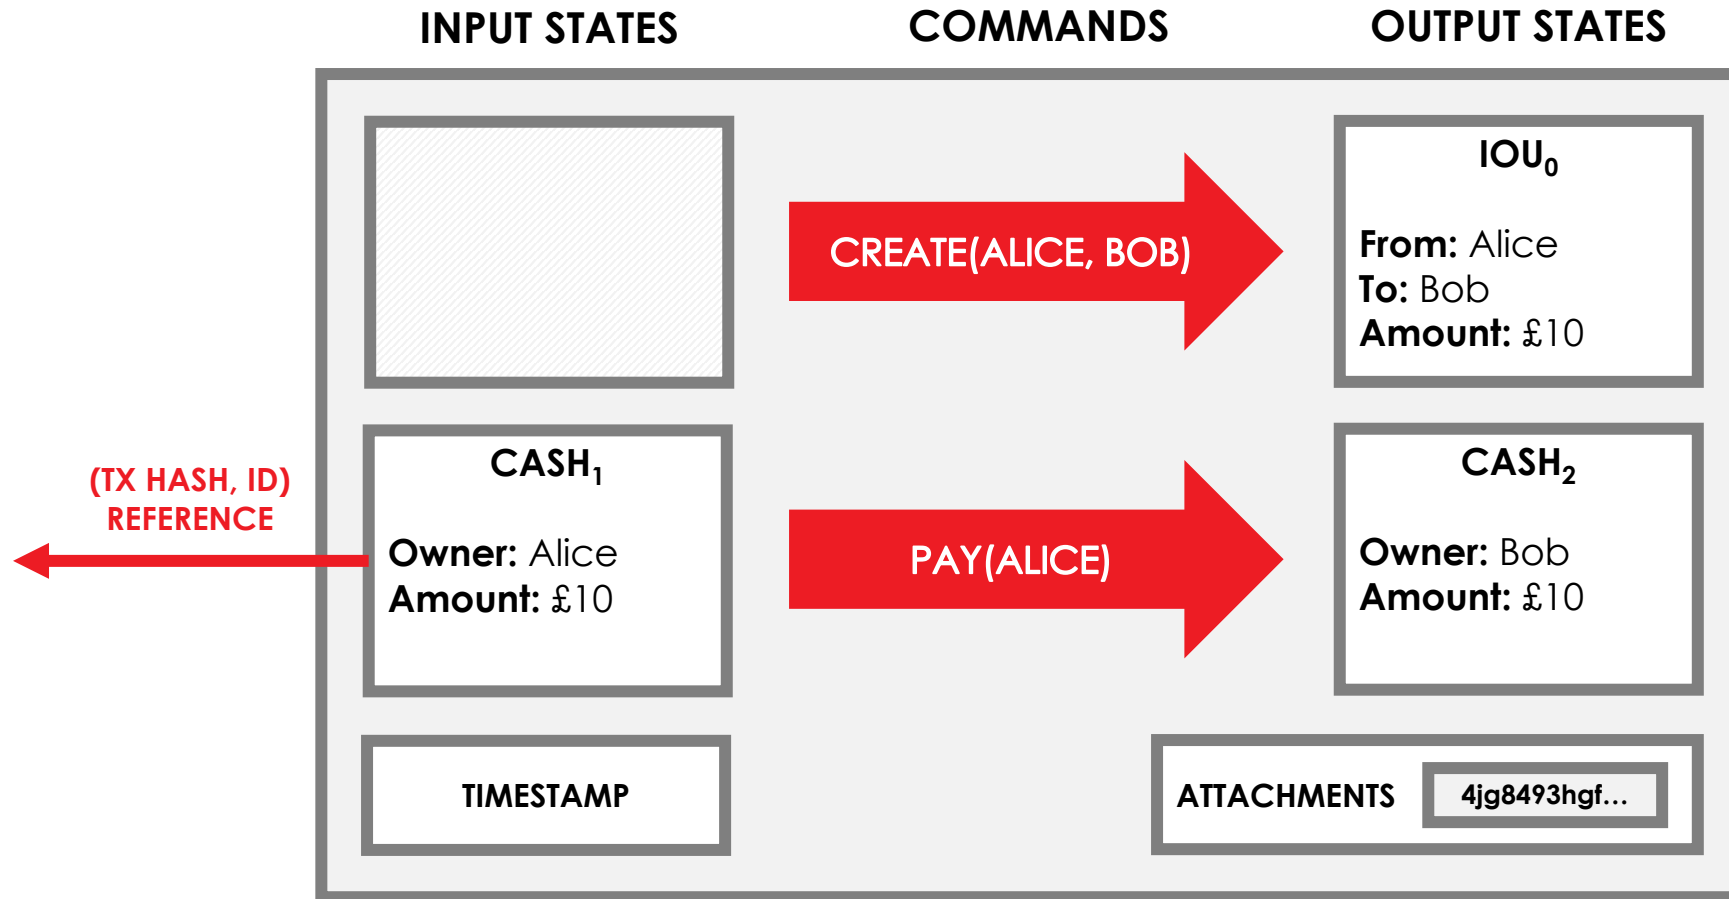 INPUT STATES
COMMANDS
OUTPUT STATES
IOU₀
From: Alice
To: Bob
Amount: £10
CREATE(ALICE, BOB)
(TX HASH, ID)
REFERENCE
CASH₁
Owner: Alice
Amount: £10
PAY(ALICE)
CASH₂
Owner: Bob
Amount: £10
TIMESTAMP
ATTACHMENTS
4jg8493hgf...